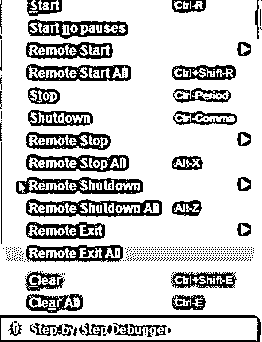 Start Ctrl-R
Start no pauses
Remote Start
Remote Start All Ctrl+Shift-R
Stop Ctrl-Period
Shutdown Ctrl-Comma
Remote Stop
Remote Stop All Alt-X
Remote Shutdown
Remote Shutdown All Alt-Z
Remote Exit
Remote Exit All
Clear Ctrl+Shift-E
Clear All Ctrl-E
Step by Step Debugger